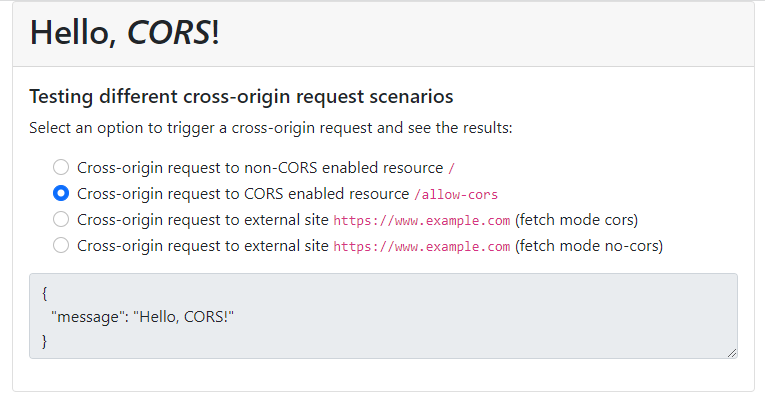 Hello, CORS!
Testing different cross-origin request scenarios
Select an option to trigger a cross-origin request and see the results:
Cross-origin request to non-CORS enabled resource /
Cross-origin request to CORS enabled resource /allow-cors
Cross-origin request to external site https://www.example.com (fetch mode cors)
Cross-origin request to external site https://www.example.com (fetch mode no-cors)
{
  "message": "Hello, CORS!"
}